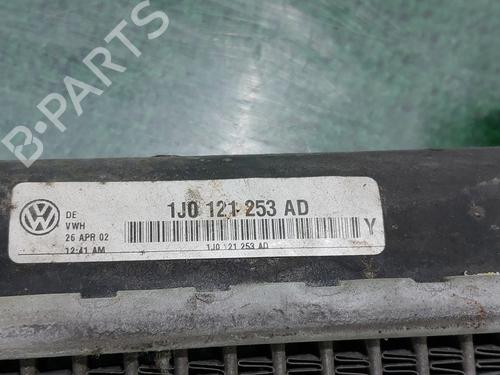 B-PARTS
DE
VWH
26 APR 02
12:41 AM
1J0 121 253 AD
1J0 121 253 AD
Y